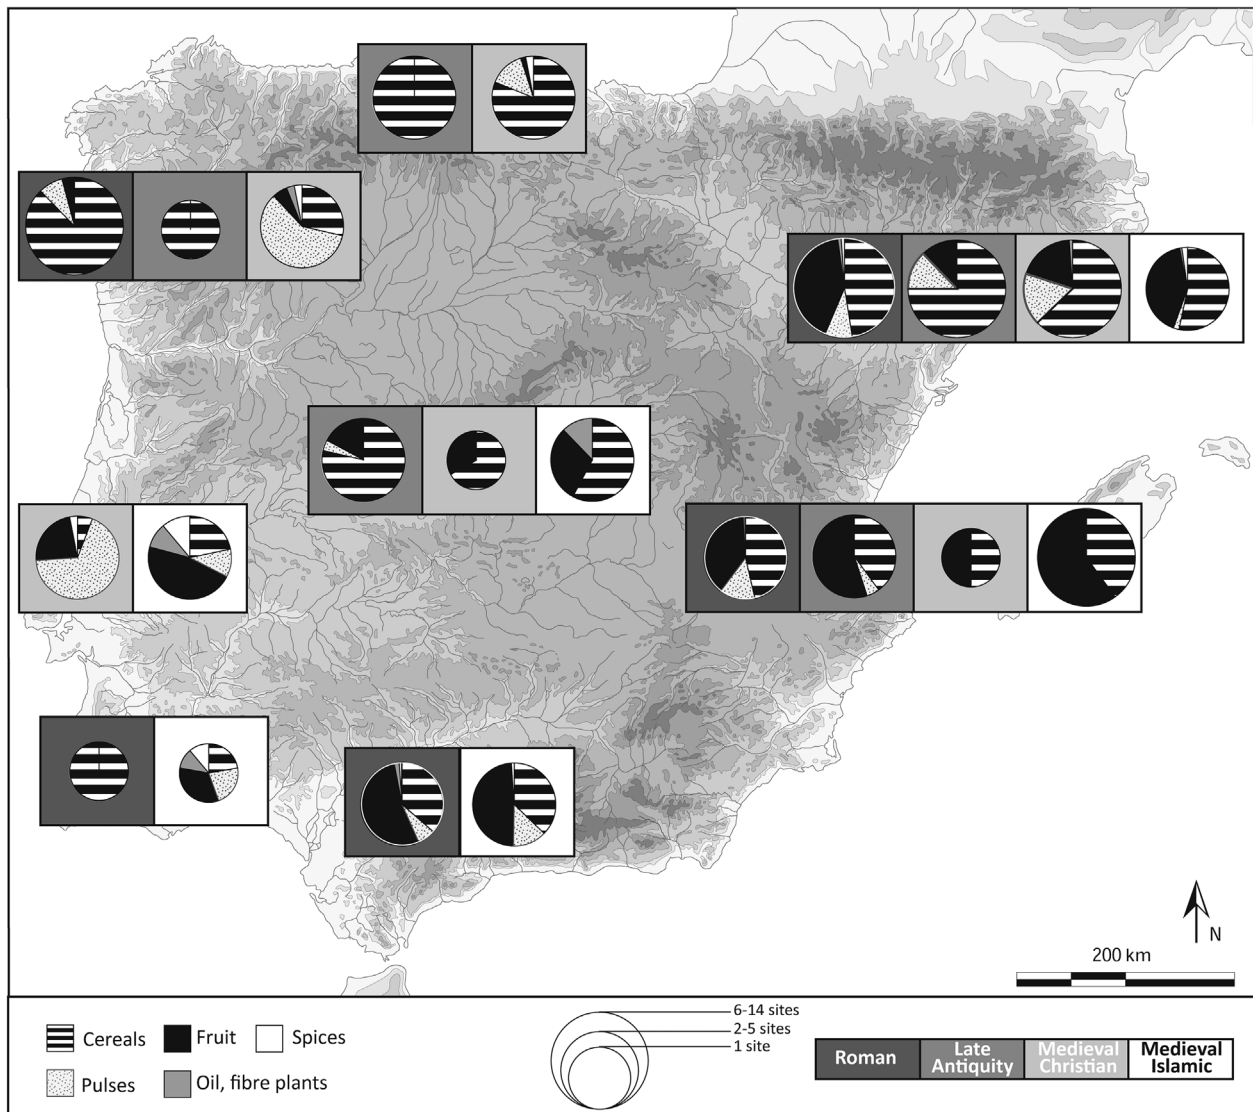 N
200 km
6-14 sites
2-5 sites
1 site
Cereals
Fruit
Spices
Pulses
Oil, fibre plants
Roman
Late
Antiquity
Medieval
Christian
Medieval
Islamic